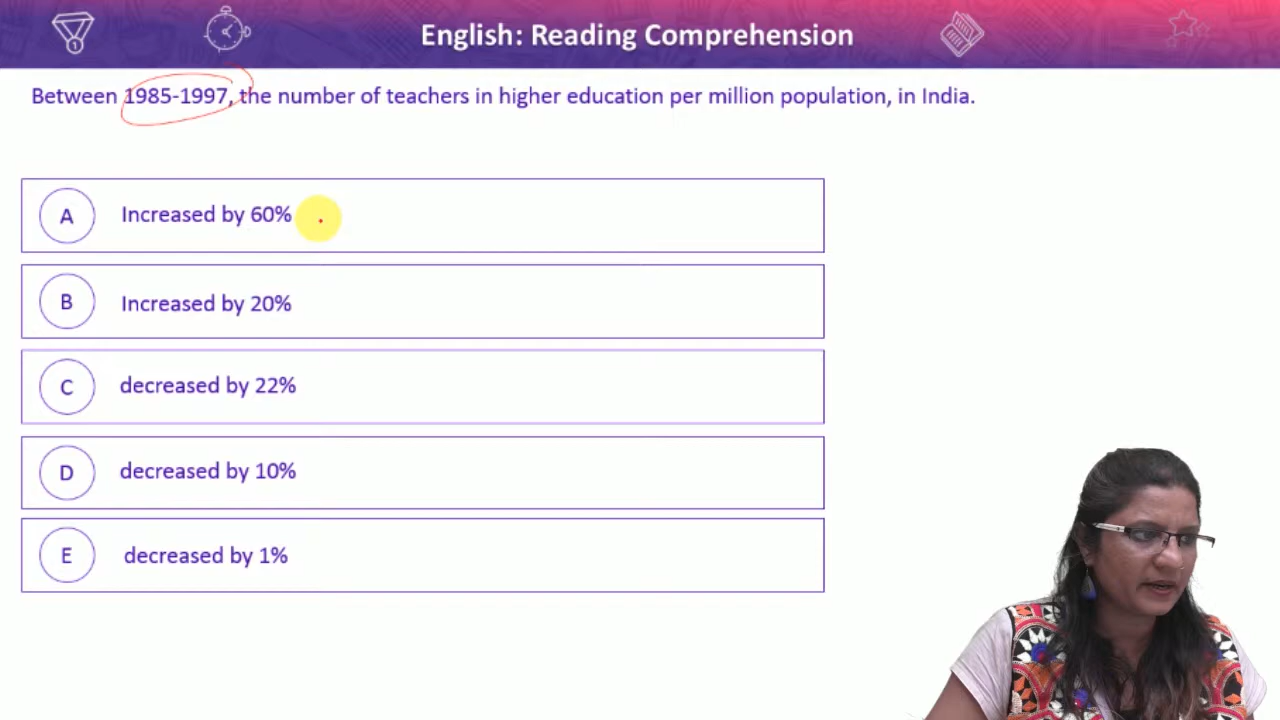 English: Reading Comprehension
Between 1985-1997, the number of teachers in higher education per million population, in India.
A Increased by 60%
B Increased by 20%
C decreased by 22%
D decreased by 10%
E decreased by 1%